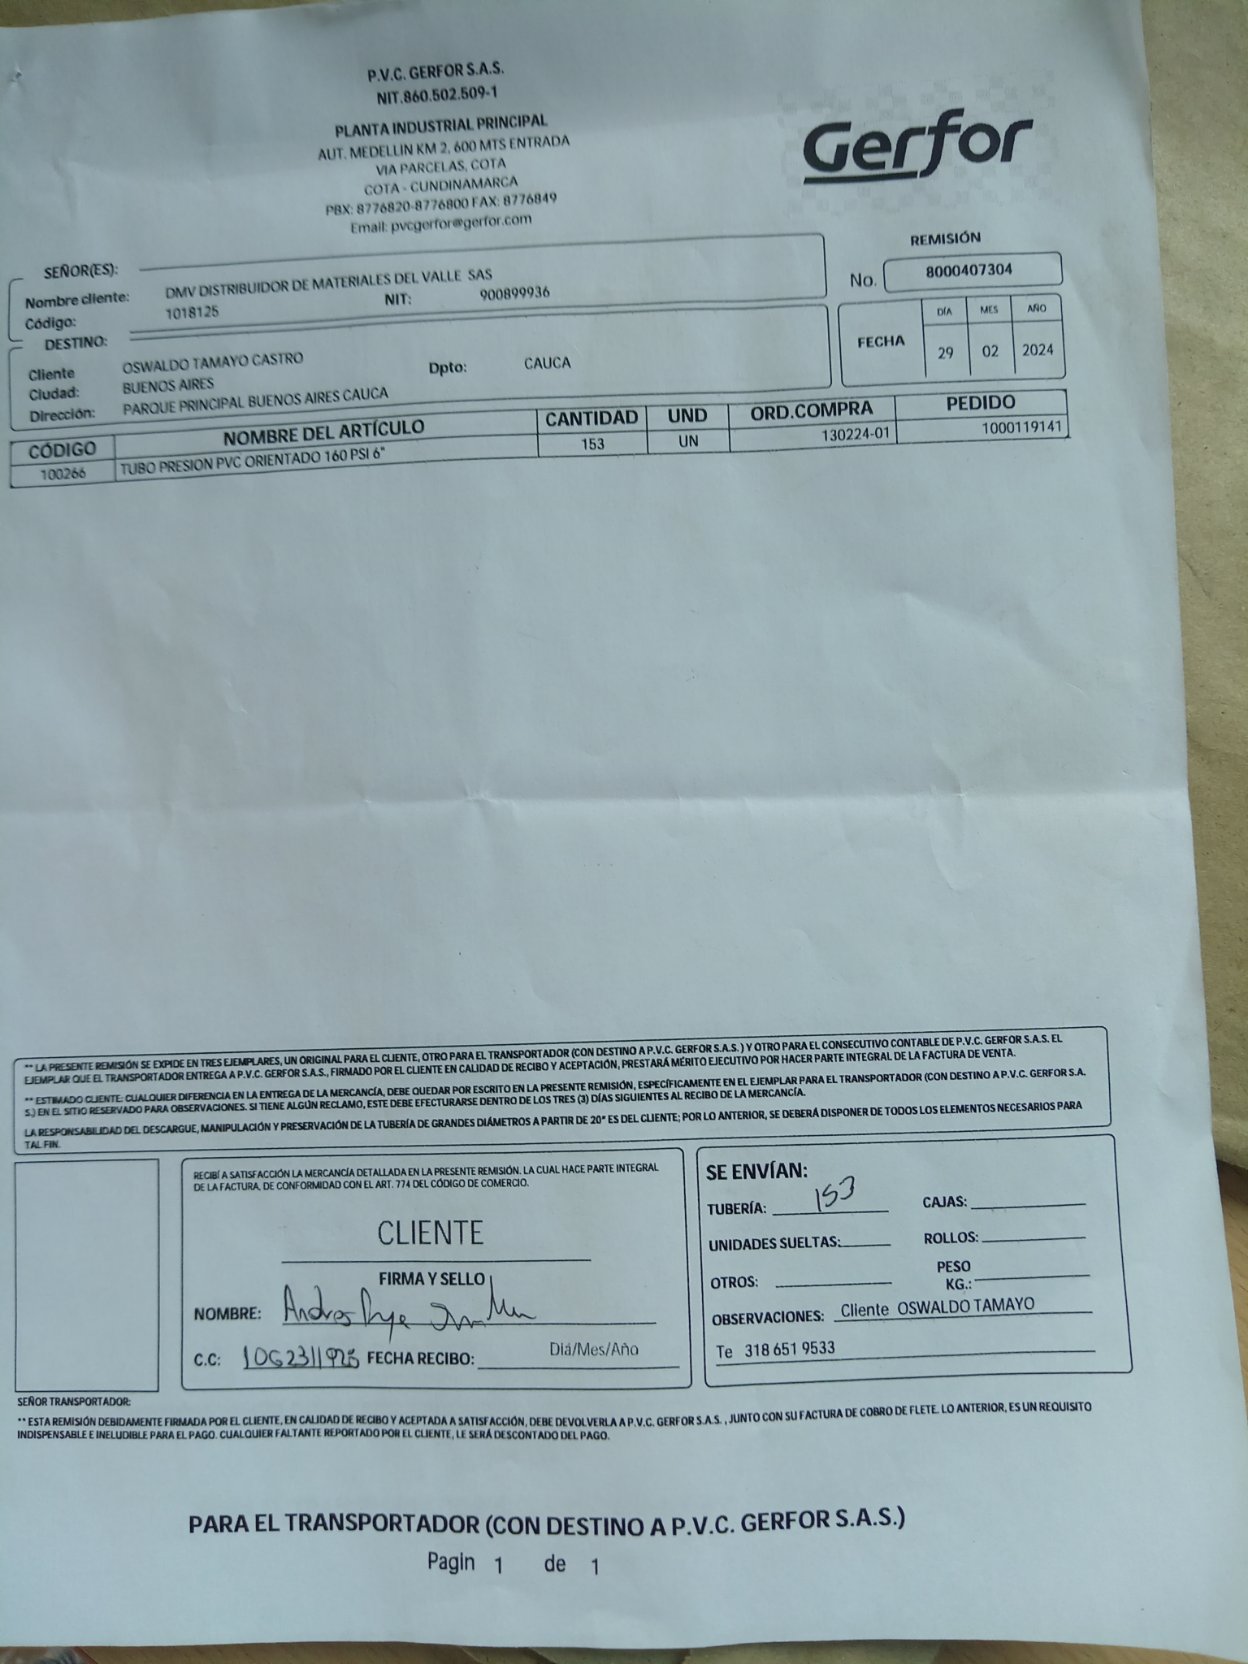 P.V.C. GERFOR S.A.S.
NIT.860.502.509-1
PLANTA INDUSTRIAL PRINCIPAL
AUT. MEDELLIN KM 2, 600 MTS ENTRADA
VIA PARCELAS, COTA
COTA - CUNDINAMARCA
PBX: 8776820-8776800 FAX: 8776849
Email: pvcgerfor@gerfor.com
Gerfor
REMISIÓN
No. 8000407304
SEÑOR(ES):
Nombre cliente: DMV DISTRIBUIDOR DE MATERIALES DEL VALLE SAS
Código: 1018125 NIT: 900899936
FECHA DÍA MES AÑO
29 02 2024
DESTINO:
Cliente OSWALDO TAMAYO CASTRO Dpto: CAUCA
Ciudad: BUENOS AIRES
Dirección: PARQUE PRINCIPAL BUENOS AIRES CAUCA
CÓDIGO NOMBRE DEL ARTÍCULO CANTIDAD UND ORD.COMPRA PEDIDO
100266 TUBO PRESION PVC ORIENTADO 160 PSI 6" 153 UN 130224-01 1000119141
** LA PRESENTE REMISIÓN SE EXPIDE EN TRES EJEMPLARES, UN ORIGINAL PARA EL CLIENTE, OTRO PARA EL TRANSPORTADOR (CON DESTINO A P.V.C. GERFOR S.A.S.) Y OTRO PARA EL CONSECUTIVO CONTABLE DE P.V.C. GERFOR S.A.S. EL
EJEMPLAR QUE EL TRANSPORTADOR ENTREGA A P.V.C. GERFOR S.A.S., FIRMADO POR EL CLIENTE EN CALIDAD DE RECIBO Y ACEPTACIÓN, PRESTARÁ MÉRITO EJECUTIVO POR HACER PARTE INTEGRAL DE LA FACTURA DE VENTA.
** ESTIMADO CLIENTE: CUALQUIER DIFERENCIA EN LA ENTREGA DE LA MERCANCÍA, DEBE QUEDAR POR ESCRITO EN LA PRESENTE REMISIÓN, ESPECÍFICAMENTE EN EL EJEMPLAR PARA EL TRANSPORTADOR (CON DESTINO A P.V.C. GERFOR S.A.
S.) EN EL SITIO RESERVADO PARA OBSERVACIONES. SI TIENE ALGÚN RECLAMO, ESTE DEBE EFECTURARSE DENTRO DE LOS TRES (3) DÍAS SIGUIENTES AL RECIBO DE LA MERCANCÍA.
LA RESPONSABILIDAD DEL DESCARGUE, MANIPULACIÓN Y PRESERVACIÓN DE LA TUBERÍA DE GRANDES DIÁMETROS A PARTIR DE 20" ES DEL CLIENTE; POR LO ANTERIOR, SE DEBERÁ DISPONER DE TODOS LOS ELEMENTOS NECESARIOS PARA
TAL FIN.
RECIBÍ A SATISFACCIÓN LA MERCANCÍA DETALLADA EN LA PRESENTE REMISIÓN. LA CUAL HACE PARTE INTEGRAL
DE LA FACTURA, DE CONFORMIDAD CON EL ART. 774 DEL CÓDIGO DE COMERCIO.
CLIENTE
FIRMA Y SELLO
NOMBRE: Andres
C.C: 1062311925 FECHA RECIBO: Diá/Mes/Año
SE ENVÍAN:
TUBERÍA: 153 CAJAS:
UNIDADES SUELTAS: ROLLOS:
OTROS: PESO KG.:
OBSERVACIONES: Cliente OSWALDO TAMAYO
Te 318 651 9533
SEÑOR TRANSPORTADOR:
** ESTA REMISIÓN DEBIDAMENTE FIRMADA POR EL CLIENTE, EN CALIDAD DE RECIBO Y ACEPTADA A SATISFACCIÓN, DEBE DEVOLVERLA A P.V.C. GERFOR S.A.S. , JUNTO CON SU FACTURA DE COBRO DE FLETE. LO ANTERIOR, ES UN REQUISITO
INDISPENSABLE E INELUDIBLE PARA EL PAGO. CUALQUIER FALTANTE REPORTADO POR EL CLIENTE, LE SERÁ DESCONTADO DEL PAGO.
PARA EL TRANSPORTADOR (CON DESTINO A P.V.C. GERFOR S.A.S.)
Pagin 1 de 1